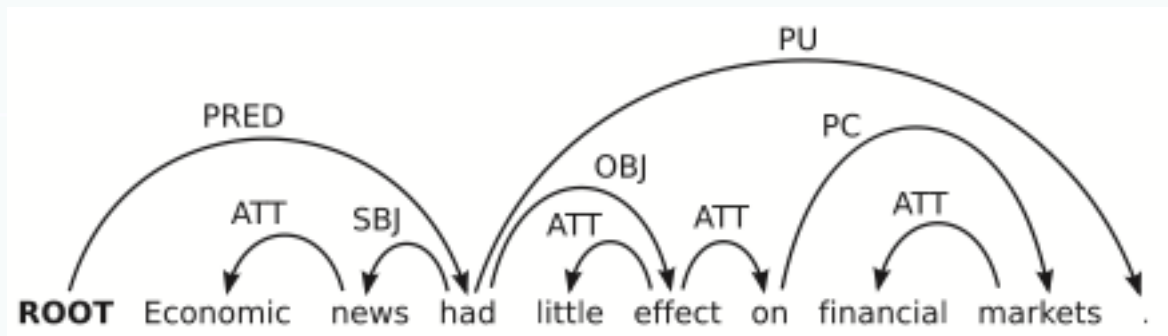 PU
PRED
PC
OBJ
ATT SBJ ATT ATT ATT
ROOT Economic news had little effect on financial markets .